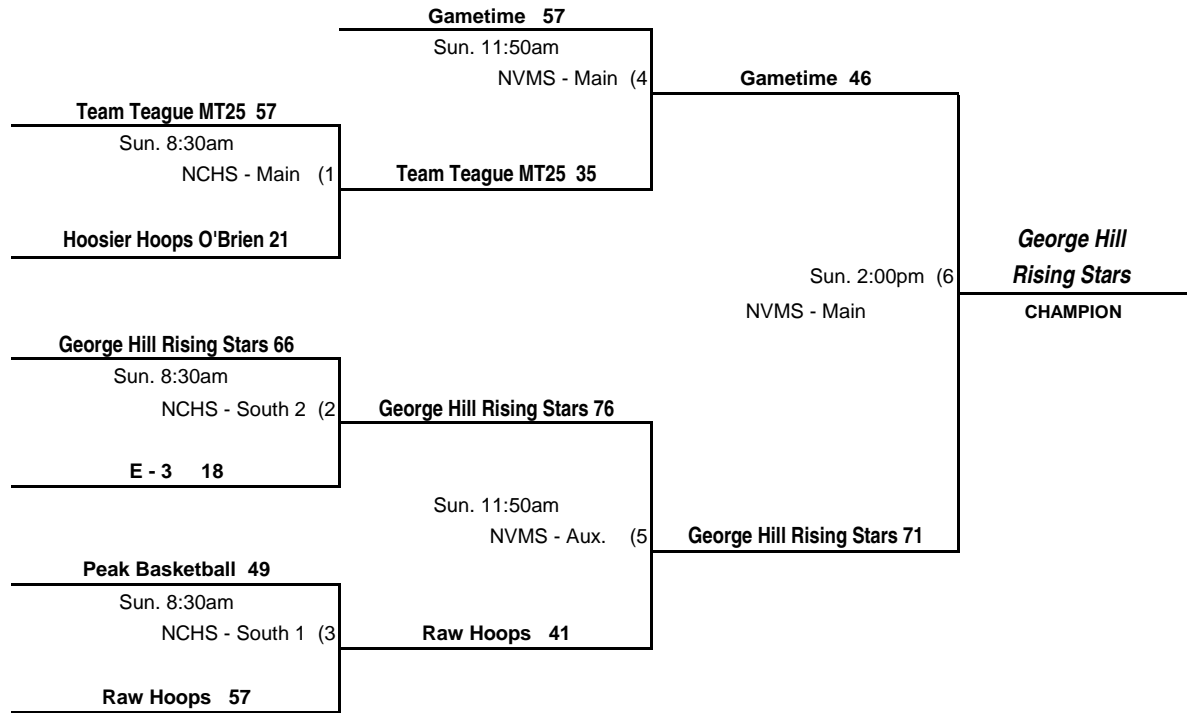 Gametime 57
Sun. 11:50am
NVMS - Main (4
Gametime 46
Team Teague MT25 57
Sun. 8:30am
NCHS - Main (1
Team Teague MT25 35
Hoosier Hoops O'Brien 21
George Hill
Rising Stars
CHAMPION
Sun. 2:00pm (6
NVMS - Main
George Hill Rising Stars 66
Sun. 8:30am
NCHS - South 2 (2
George Hill Rising Stars 76
E - 3 18
Sun. 11:50am
NVMS - Aux. (5
George Hill Rising Stars 71
Peak Basketball 49
Sun. 8:30am
NCHS - South 1 (3
Raw Hoops 41
Raw Hoops 57